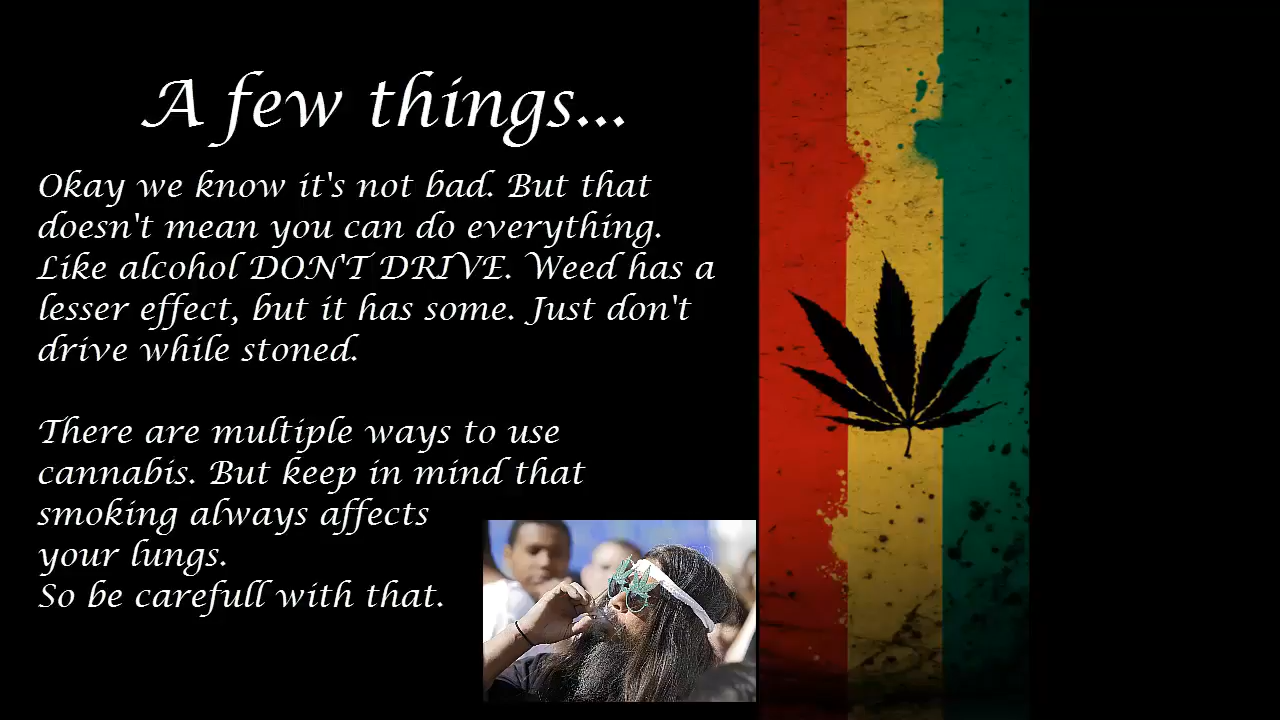 A few things...
Okay we know it's not bad. But that
doesn't mean you can do everything.
Like alcohol DON'T DRIVE. Weed has a
lesser effect, but it has some. Just don't
drive while stoned.
There are multiple ways to use
cannabis. But keep in mind that
smoking always affects
your lungs.
So be carefull with that.